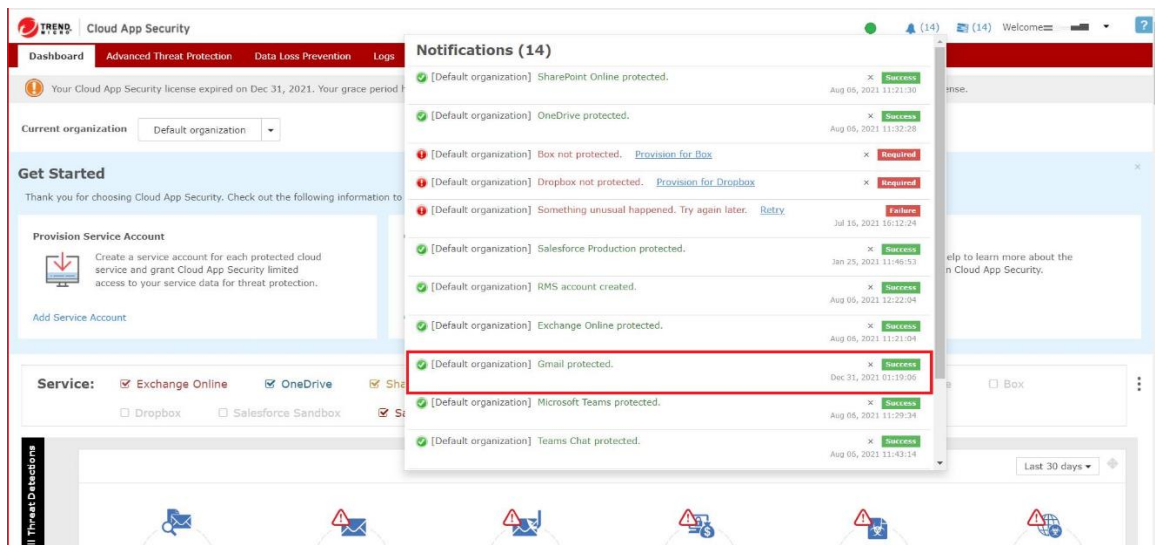 TREND MICRO Cloud App Security (14) (14) Welcome ?
Dashboard Advanced Threat Protection Data Loss Prevention Logs
Your Cloud App Security license expired on Dec 31, 2021. Your grace period
ense.
Current organization Default organization
Get Started
Thank you for choosing Cloud App Security. Check out the following information to
Provision Service Account
Create a service account for each
protected cloud
service and grant Cloud App Security limited
access to your service data for threat protection.
Add Service Account
elp to learn more about the
n Cloud App Security.
Notifications (14)
[Default organization] SharePoint Online protected. × Success
Aug 06, 2021 11:21:30
[Default organization] OneDrive protected. × Success
Aug 06, 2021 11:32:28
[Default organization] Box not protected. Provision for Box × Required
[Default organization] Dropbox not protected. Provision for Dropbox × Required
[Default organization] Something unusual happened. Try again later. Retry Failure
Jul 16, 2021 16:12:24
[Default organization] Salesforce Production protected. × Success
Jan 25, 2021 11:46:53
[Default organization] RMS account created. × Success
Aug 06, 2021 12:22:04
[Default organization] Exchange Online protected. × Success
Aug 06, 2021 11:21:04
[Default organization] Gmail protected. × Success
Dec 31, 2021 01:19:06
[Default organization] Microsoft Teams protected. × Success
Aug 06, 2021 11:29:34
[Default organization] Teams Chat protected. × Success
Aug 06, 2021 11:43:14
Service: Exchange Online OneDrive Sha Box
Dropbox Salesforce Sandbox Sa
Last 30 days
Threat Detections